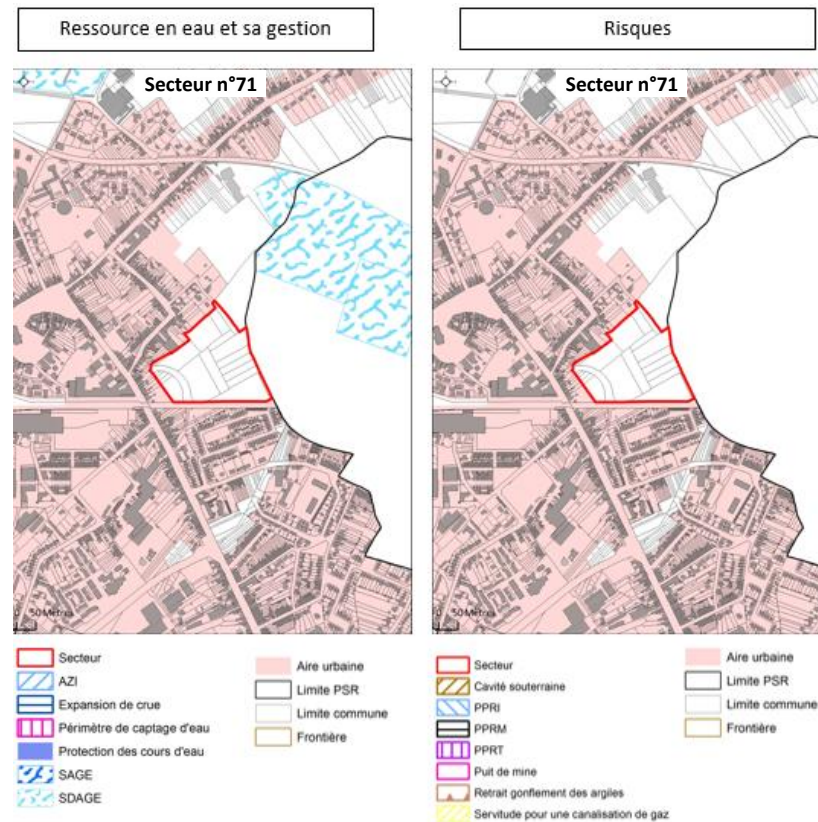 Ressource en eau et sa gestion
Risques
Secteur n°71
Secteur n°71
0 50 Mètres
0 50 Mètres
Secteur
AZI
Expansion de crue
Périmètre de captage d'eau
Protection des cours d'eau
SAGE
SDAGE
Aire urbaine
Limite PSR
Limite commune
Frontière
Secteur
Cavité souterraine
PPRI
PPRM
PPRT
Puit de mine
Retrait gonflement des argiles
Servitude pour une canalisation de gaz
Aire urbaine
Limite PSR
Limite commune
Frontière